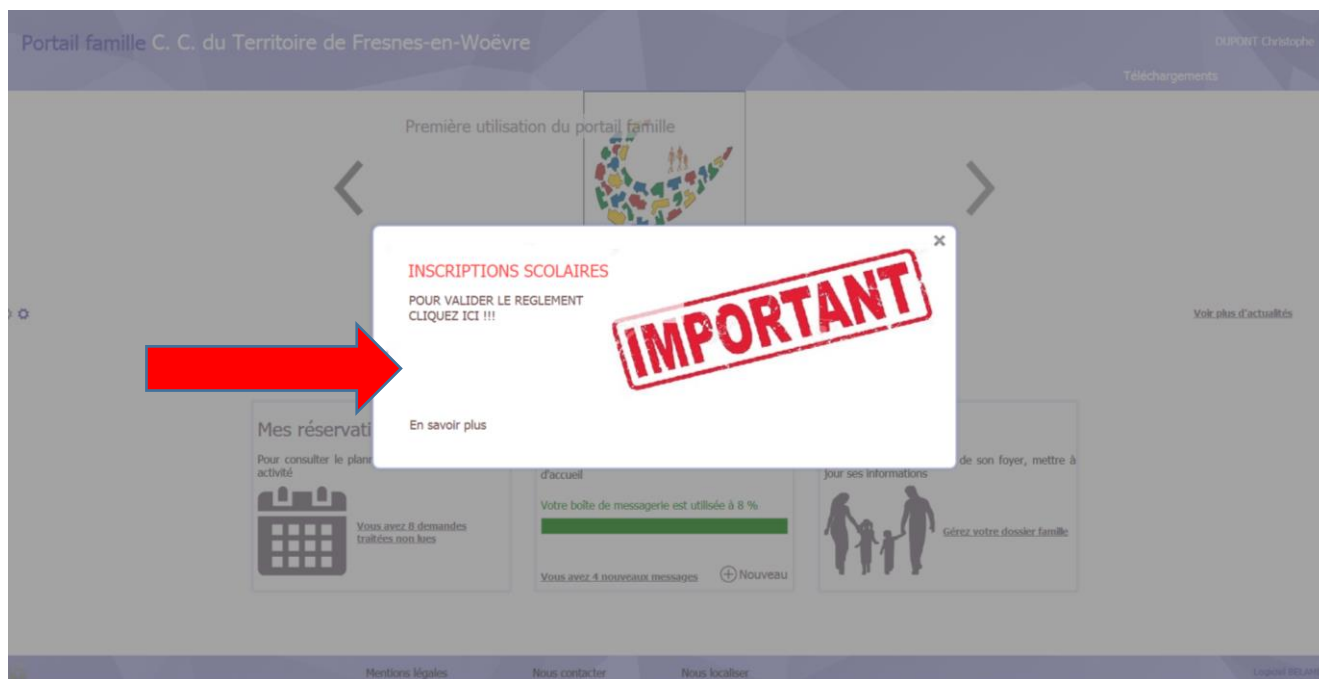 Portail famille C. C. du Territoire de Fresnes-en-Woëvre
DUPONT Christophe
Téléchargements
Première utilisation du portail famille
INSCRIPTIONS SCOLAIRES
POUR VALIDER LE REGLEMENT
CLIQUEZ ICI !!!
IMPORTANT
En savoir plus
Voir plus d'actualités
Mes réservati
Pour consulter le plan
activité
Vous avez 8 demandes
traitées non lues
d'accueil
Votre boîte de messagerie est utilisée à 8 %
Vous avez 4 nouveaux messages
Nouveau
de son foyer, mettre à
jour ses informations
Gérez votre dossier famille
Mentions légales
Nous contacter
Nous localiser
Logiciel